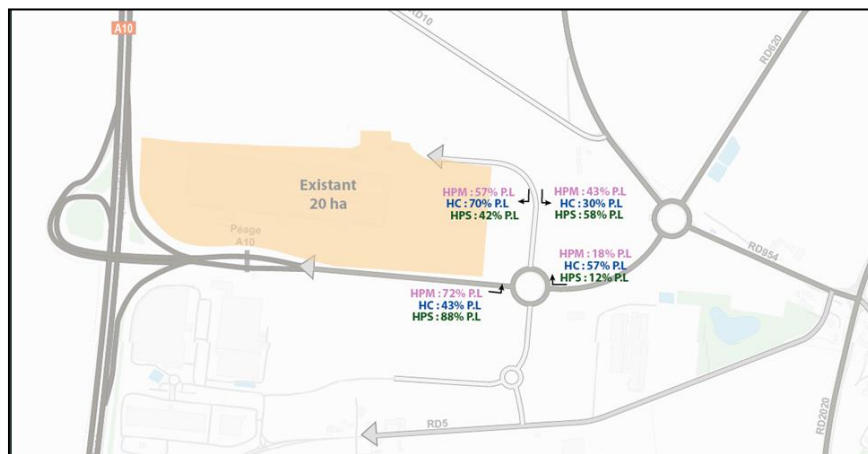 A10
RD10
RD620
Existant
20 ha
HPM : 57% P.L
HC : 70% P.L
HPS : 42% P.L
HPM : 43% P.L
HC : 30% P.L
HPS : 58% P.L
Péage
A10
HPM : 18% P.L
HC : 57% P.L
HPS : 12% P.L
RD954
HPM : 72% P.L
HC : 43% P.L
HPS : 88% P.L
RD5
RD2020